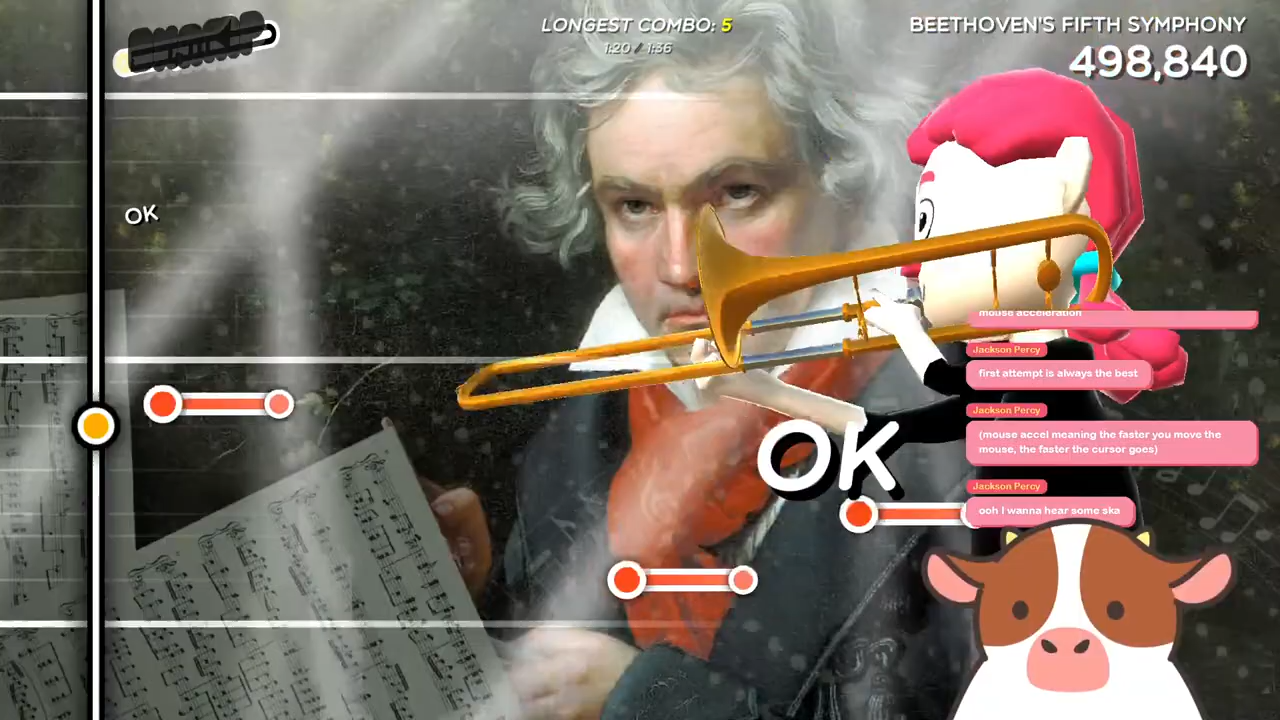 LONGEST COMBO: 5
1:20 / 1:36
BEETHOVEN'S FIFTH SYMPHONY
498,840
OK
mouse acceleration
Jackson Percy
first attempt is always the best
Jackson Percy
(mouse accel meaning the faster you move the
mouse, the faster the cursor goes)
OK
Jackson Percy
ooh I wanna hear some ska